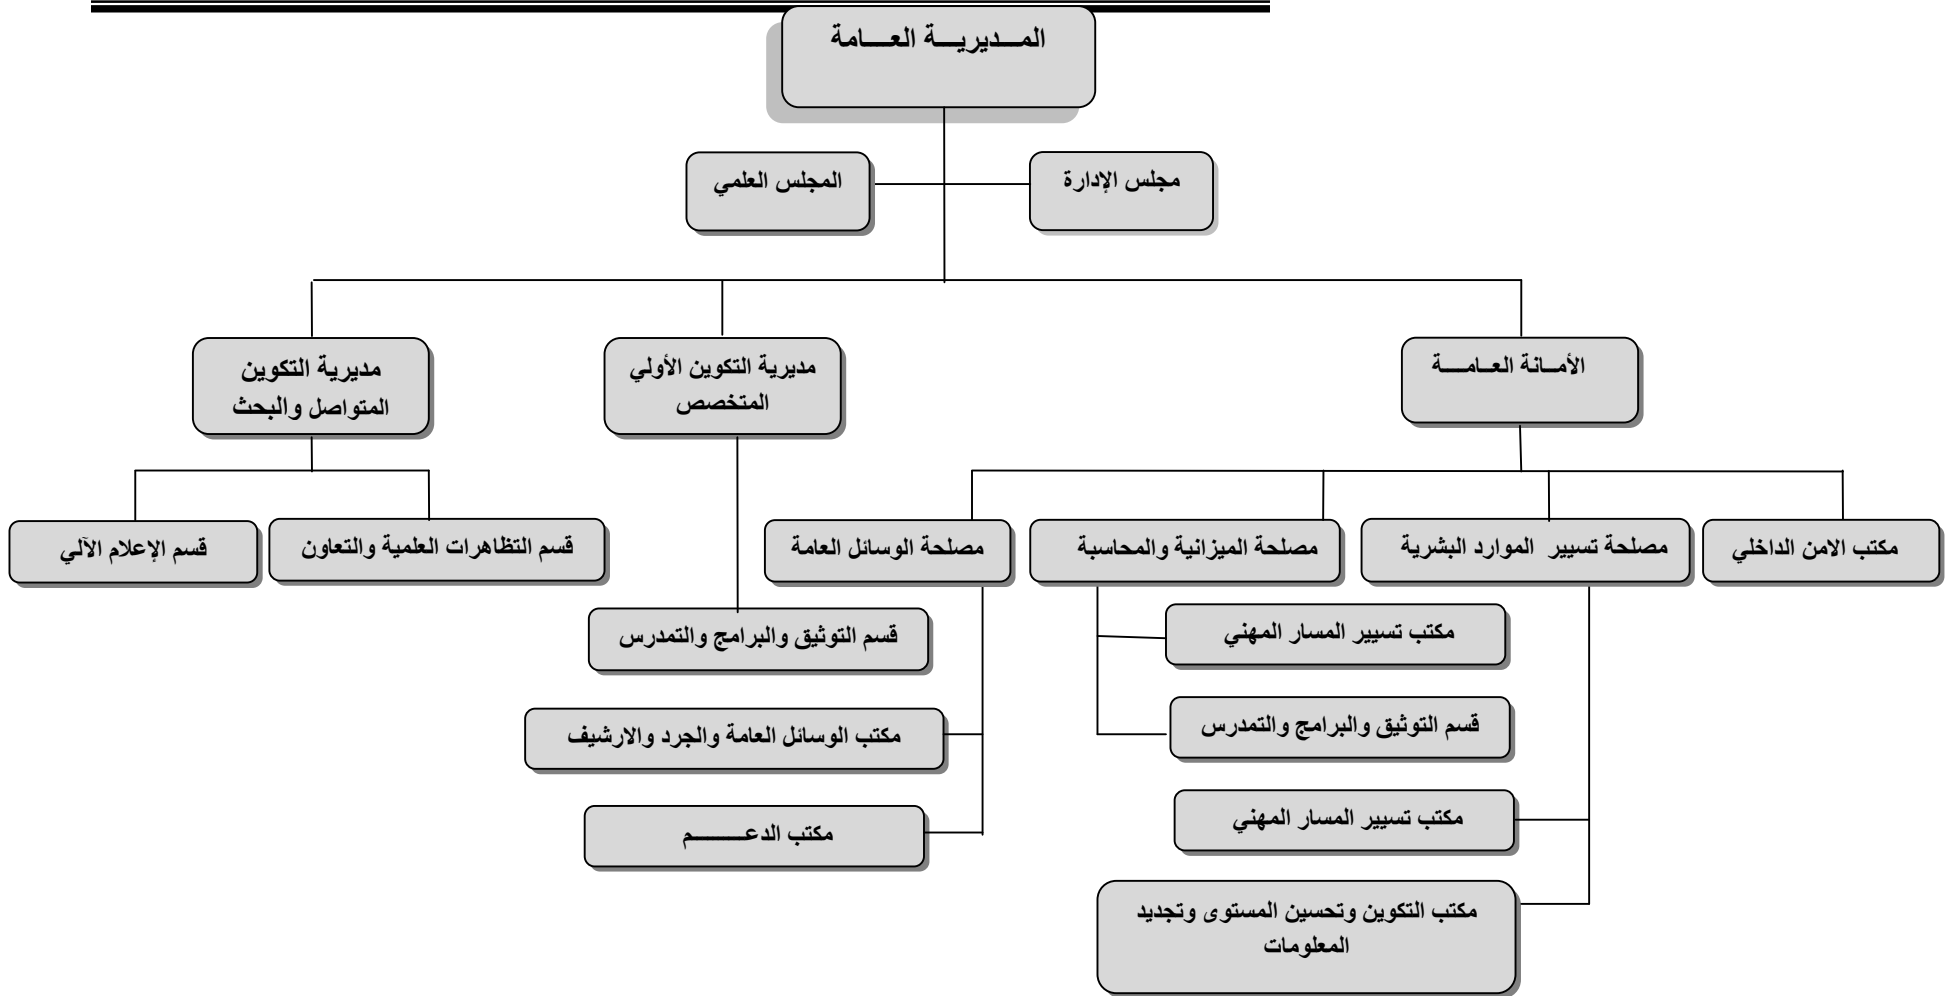 المـــديريـــة العـــامة
مجلس الإدارة
المجلس العلمي
الأمــانة العــامـــة
مديرية التكوين الأولي
المتخصص
مديرية التكوين
المتواصل والبحث
مكتب الامن الداخلي
مصلحة تسيير الموارد البشرية
مصلحة الميزانية والمحاسبة
مصلحة الوسائل العامة
قسم التظاهرات العلمية والتعاون
قسم الإعلام الآلي
مكتب تسيير المسار المهني
قسم التوثيق والبرامج والتمدرس
قسم التوثيق والبرامج والتمدرس
مكتب الوسائل العامة والجرد والارشيف
مكتب تسيير المسار المهني
مكتب الدعـــــــم
مكتب التكوين وتحسين المستوى وتجديد
المعلومات